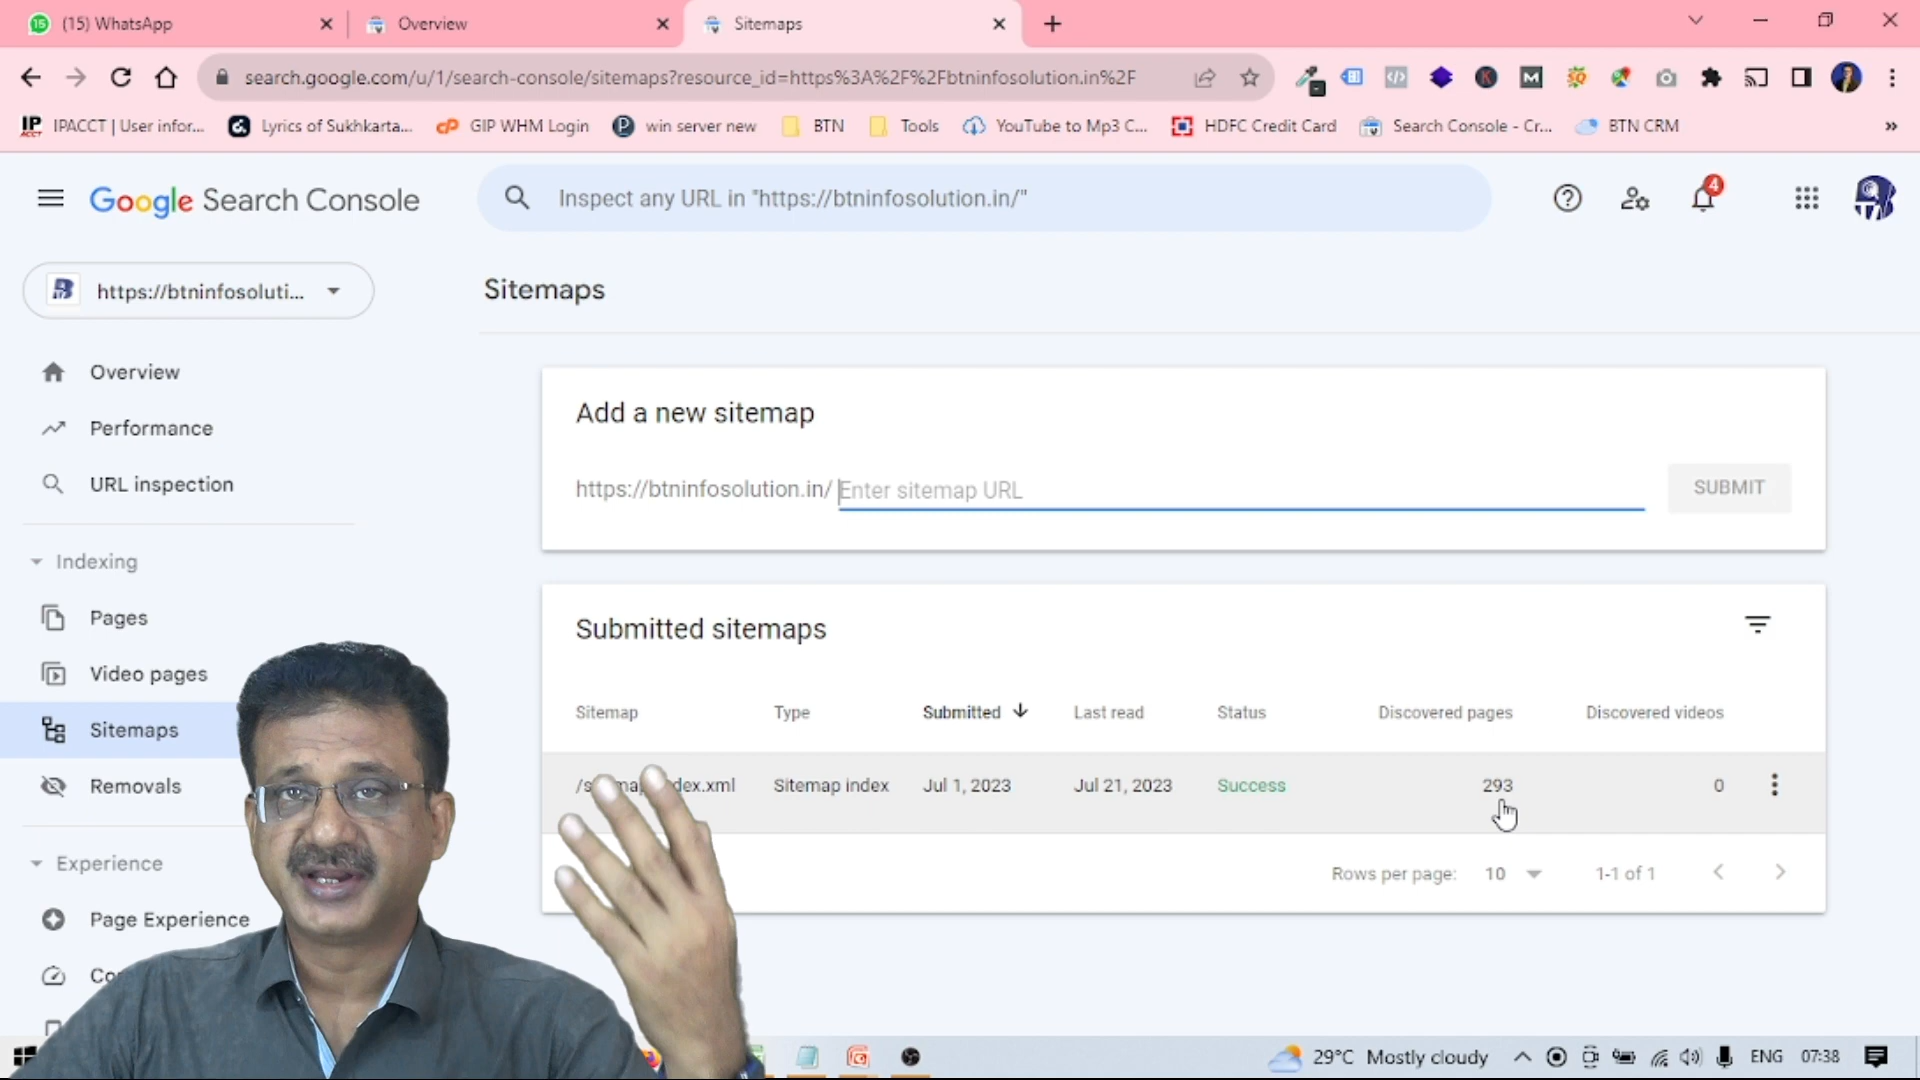 (15) WhatsApp
Overview
Sitemaps
search.google.com/u/1/search-console/sitemaps?resource_id=https%3A%2F%2Fbtninfosolution.in%2F
IPACCT | User infor...
Lyrics of Sukhkarta...
GIP WHM Login
win server new
BTN
Tools
YouTube to Mp3 C...
HDFC Credit Card
Search Console - Cr...
BTN CRM
Google Search Console
Inspect any URL in "https://btninfosolution.in/"
4
https://btninfosoluti...
Sitemaps
Overview
Performance
URL inspection
Indexing
Pages
Video pages
Sitemaps
Removals
Experience
Page Experience
Add a new sitemap
https://btninfosolution.in/ Enter sitemap URL
SUBMIT
Submitted sitemaps
Sitemap Type Submitted Last read Status Discovered pages Discovered videos
Sitemap index Jul 1, 2023 Jul 21, 2023 Success 293 0
Rows per page: 10 1-1 of 1
29°C Mostly cloudy
ENG 07:38